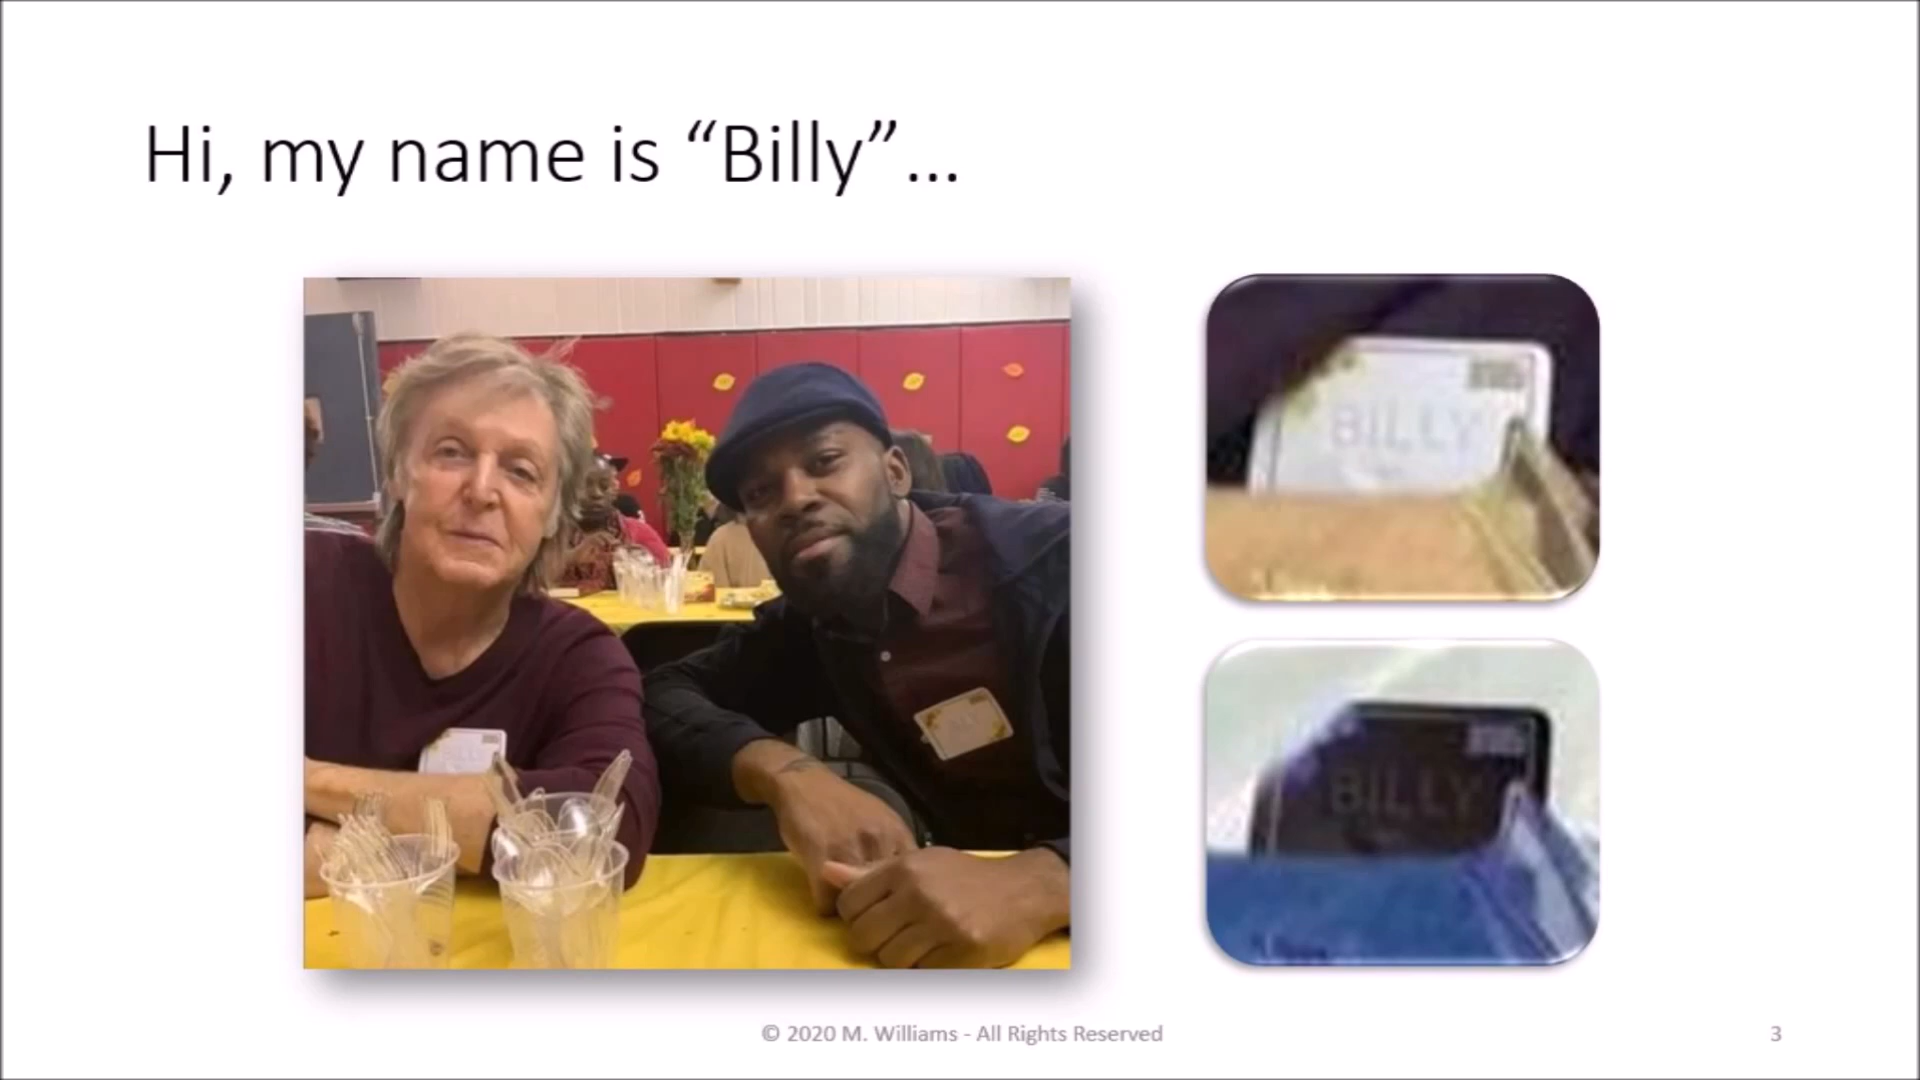 Hi, my name is “Billy”...
BILLY
BILLY
© 2020 M. Williams - All Rights Reserved
3